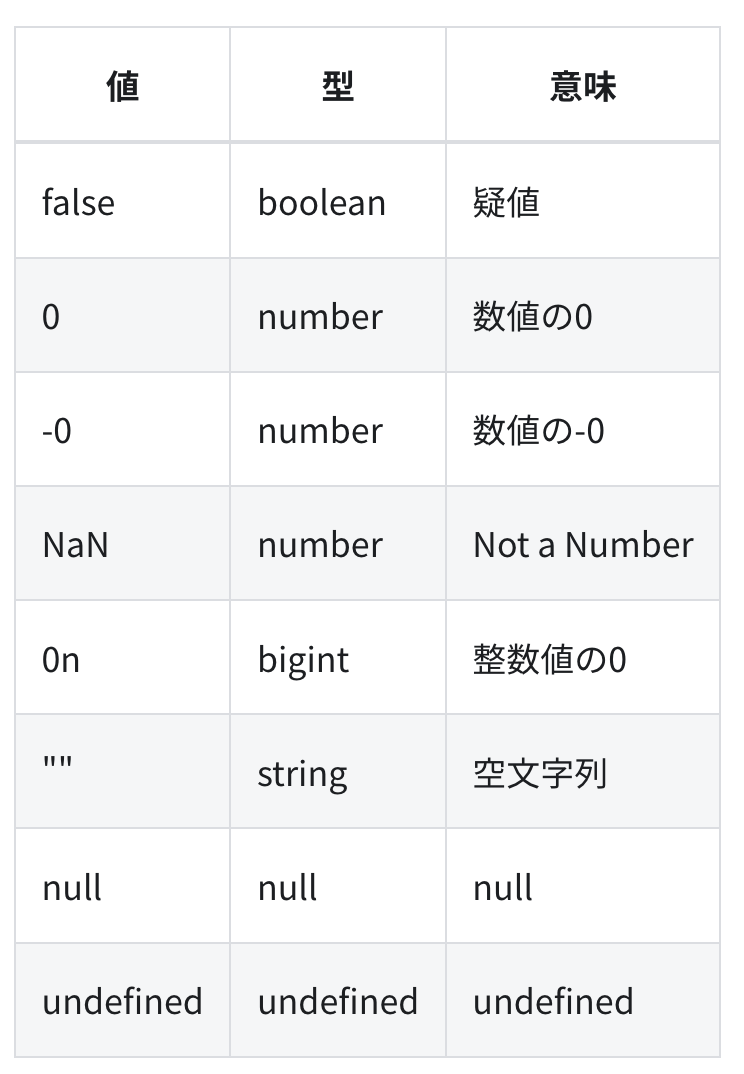 値 型 意味
false boolean 疑値
0 number 数値の0
-0 number 数値の-0
NaN number Not a Number
0n bigint 整数値の0
"" string 空文字列
null null null
undefined undefined undefined